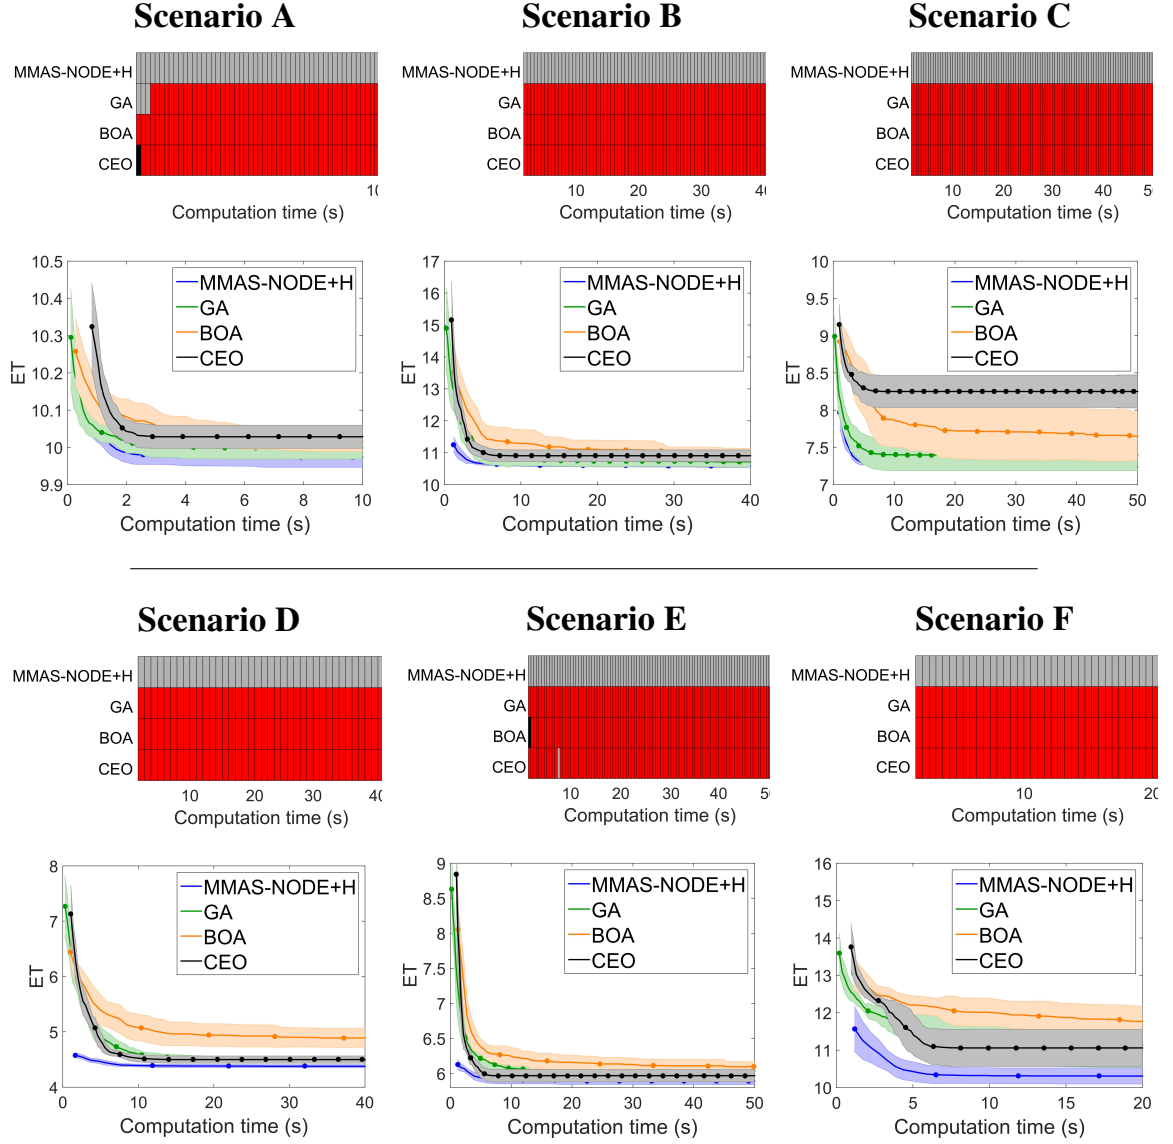 Scenario A
Scenario B
Scenario C
MMAS-NODE+H
GA
BOA
CEO
10
Computation time (s)
MMAS-NODE+H
GA
BOA
CEO
10 20 30 40
Computation time (s)
MMAS-NODE+H
GA
BOA
CEO
10 20 30 40 50
Computation time (s)
10.5
10.4
10.3
10.2
10.1
10
9.9
ET
MMAS-NODE+H
GA
BOA
CEO
0 2 4 6 8 10
Computation time (s)
17
16
15
14
13
12
11
10
ET
MMAS-NODE+H
GA
BOA
CEO
0 10 20 30 40
Computation time (s)
10
9.5
9
8.5
8
7.5
7
ET
MMAS-NODE+H
GA
BOA
CEO
0 10 20 30 40 50
Computation time (s)
Scenario D
Scenario E
Scenario F
MMAS-NODE+H
GA
BOA
CEO
10 20 30 40
Computation time (s)
MMAS-NODE+H
GA
BOA
CEO
10 20 30 40 50
Computation time (s)
MMAS-NODE+H
GA
BOA
CEO
10 20
Computation time (s)
8
7
6
5
4
ET
MMAS-NODE+H
GA
BOA
CEO
0 10 20 30 40
Computation time (s)
9
8.5
8
7.5
7
6.5
6
ET
MMAS-NODE+H
GA
BOA
CEO
0 10 20 30 40 50
Computation time (s)
16
15
14
13
12
11
10
ET
MMAS-NODE+H
GA
BOA
CEO
0 5 10 15 20
Computation time (s)